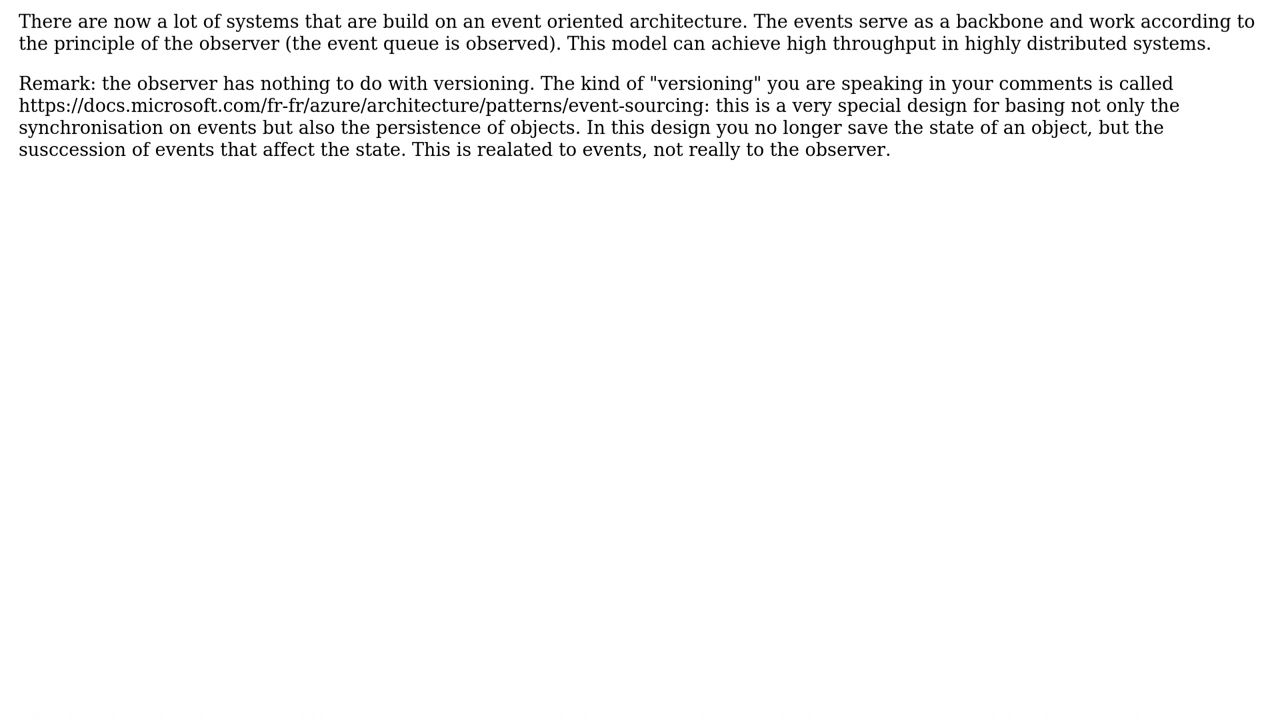 There are now a lot of systems that are build on an event oriented architecture. The events serve as a backbone and work according to
the principle of the observer (the event queue is observed). This model can achieve high throughput in highly distributed systems.
Remark: the observer has nothing to do with versioning. The kind of "versioning" you are speaking in your comments is called
https://docs.microsoft.com/fr-fr/azure/architecture/patterns/event-sourcing: this is a very special design for basing not only the
synchronisation on events but also the persistence of objects. In this design you no longer save the state of an object, but the
susccession of events that affect the state. This is realated to events, not really to the observer.